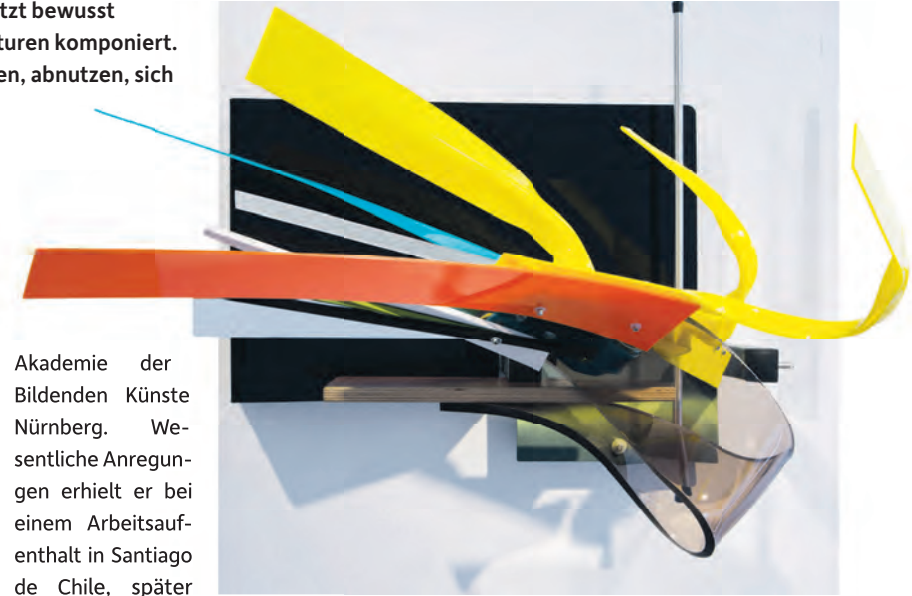 tzt bewusst
turen komponiert.
en, abnutzen, sich
Akademie der
Bildenden Künste
Nürnberg. We-
sentliche Anregun-
gen erhielt er bei
einem Arbeitsauf-
enthalt in Santiago
de Chile, später